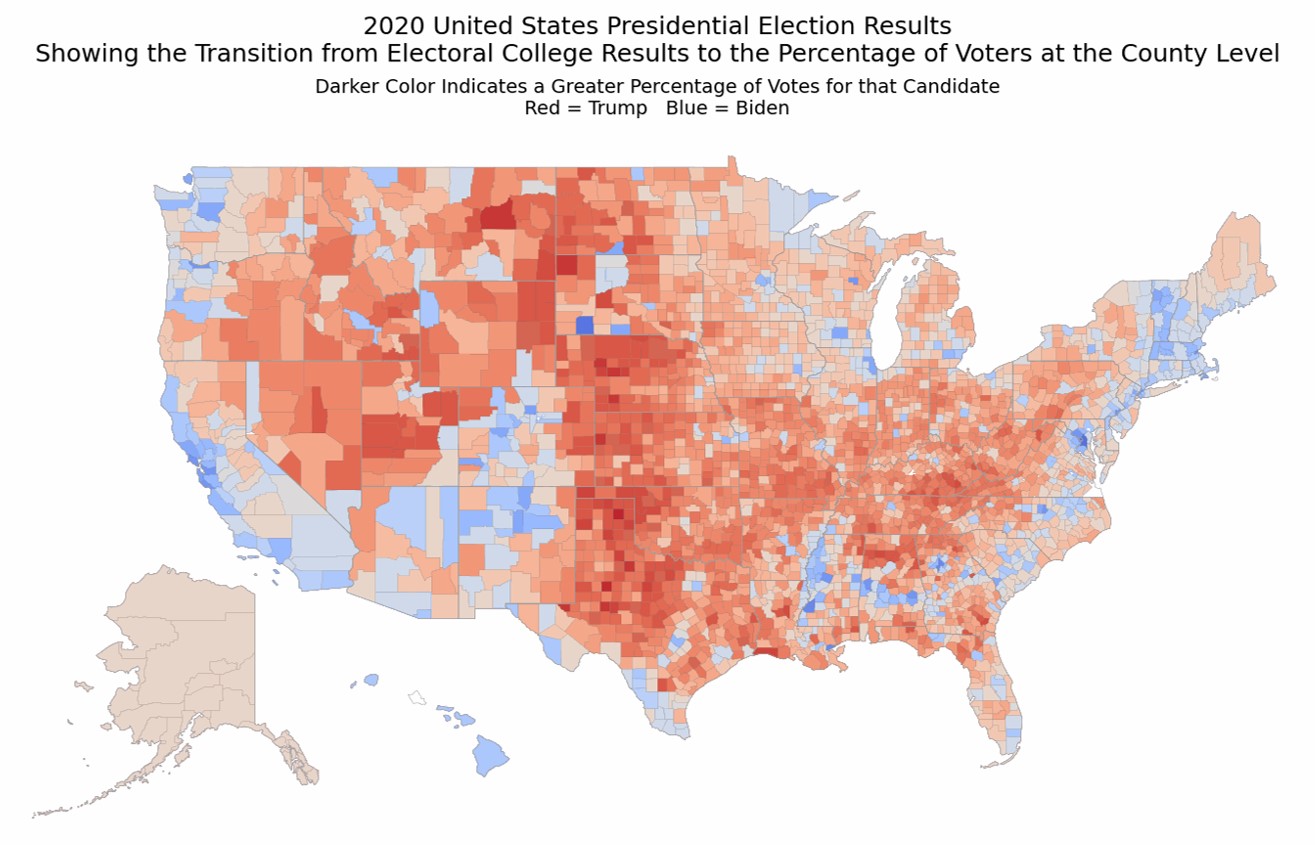 2020 United States Presidential Election Results
Showing the Transition from Electoral College Results to the Percentage of Voters at the County Level
Darker Color Indicates a Greater Percentage of Votes for that Candidate
Red = Trump   Blue = Biden